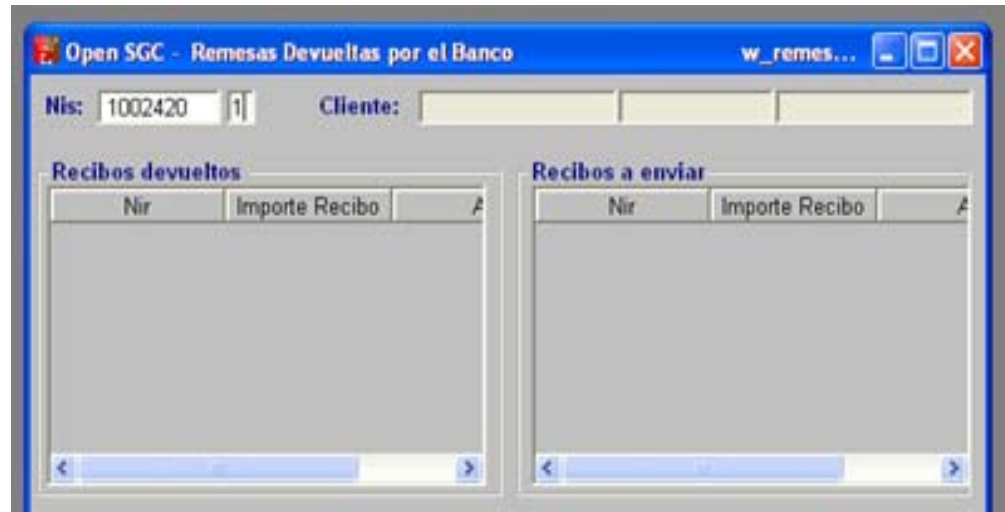 Open SGC - Remesas Devueltas por el Banco w_remes...
Nis: 1002420 1 Cliente:
Recibos devueltos Recibos a enviar
Nir Importe Recibo A Nir Importe Recibo A